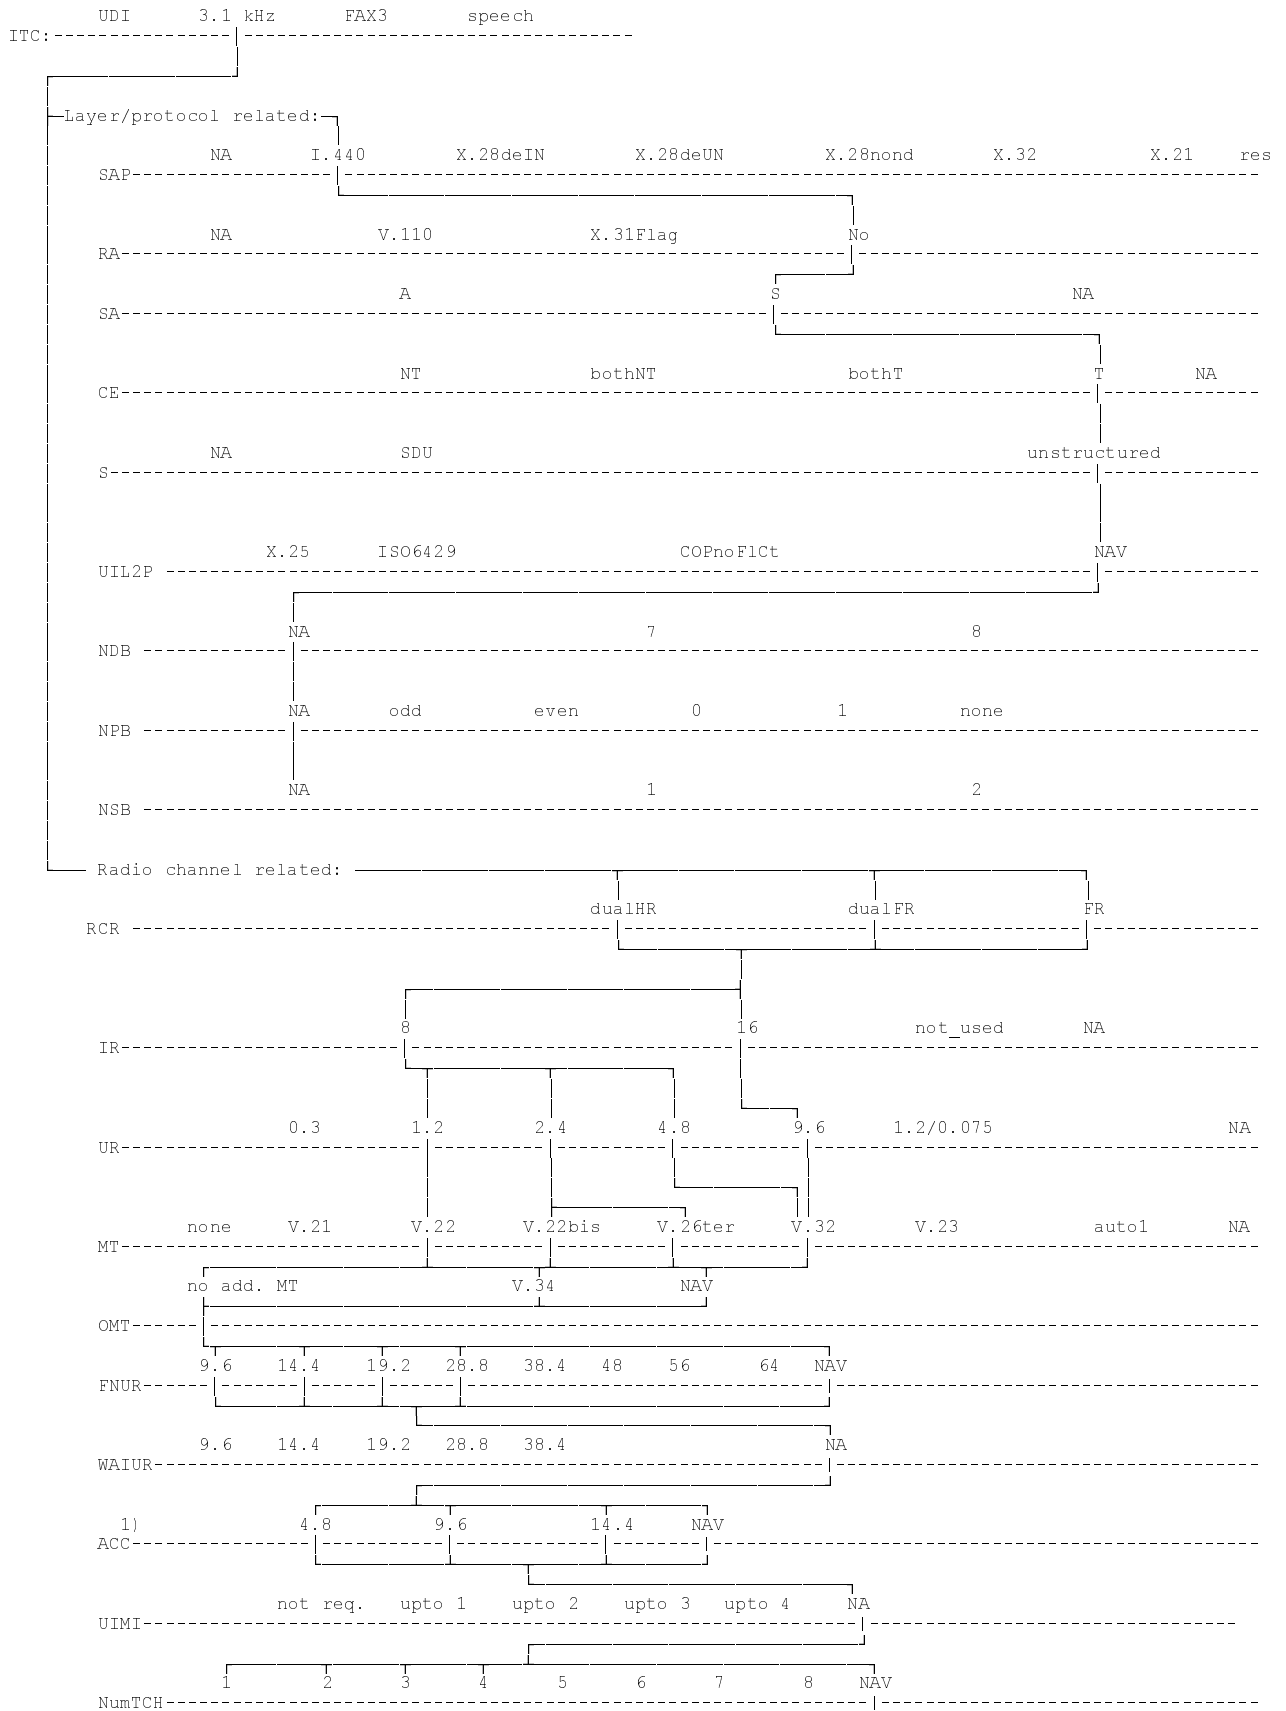 UDI 3.1 kHz FAX3 speech
ITC:
Layer/protocol related:
NA I.440 X.28deIN X.28deUN X.28nond X.32 X.21 res
SAP
NA V.110 X.31Flag No
RA
A S NA
SA
NT bothNT bothT T NA
CE
NA SDU unstructured
S
X.25 ISO6429 COPnoFlCt NAV
UIL2P
NA 7 8
NDB
NA odd even 0 1 none
NPB
NA 1 2
NSB
Radio channel related:
dualHR dualFR FR
RCR
8 16 not_used NA
IR
0.3 1.2 2.4 4.8 9.6 1.2/0.075 NA
UR
none V.21 V.22 V.22bis V.26ter V.32 V.23 auto1 NA
MT
no add. MT V.34 NAV
OMT
9.6 14.4 19.2 28.8 38.4 48 56 64 NAV
FNUR
9.6 14.4 19.2 28.8 38.4 NA
WAIUR
1) 4.8 9.6 14.4 NAV
ACC
not req. upto 1 upto 2 upto 3 upto 4 NA
UIMI
1 2 3 4 5 6 7 8 NAV
NumTCH